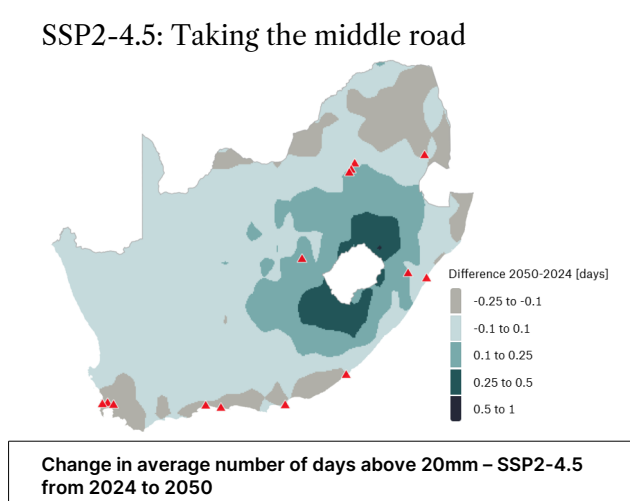 SSP2-4.5: Taking the middle road
Difference 2050-2024 [days]
-0.25 to -0.1
-0.1 to 0.1
0.1 to 0.25
0.25 to 0.5
0.5 to 1
Change in average number of days above 20mm – SSP2-4.5
from 2024 to 2050